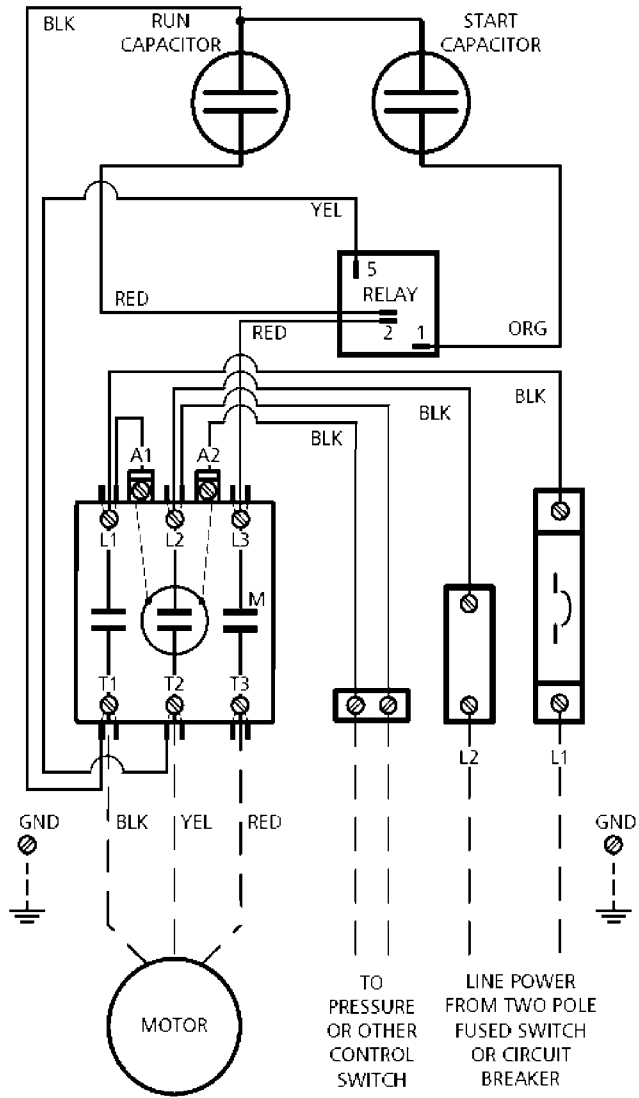 BLK
RUN
CAPACITOR
START
CAPACITOR
YEL
5
RELAY
RED
2
1
RED
ORG
BLK
BLK
BLK
A1
A2
L1
L2
L3
M
T1
T2
T3
L2
L1
GND
BLK
YEL
RED
GND
MOTOR
TO
PRESSURE
OR OTHER
CONTROL
SWITCH
LINE POWER
FROM TWO POLE
FUSED SWITCH
OR CIRCUIT
BREAKER